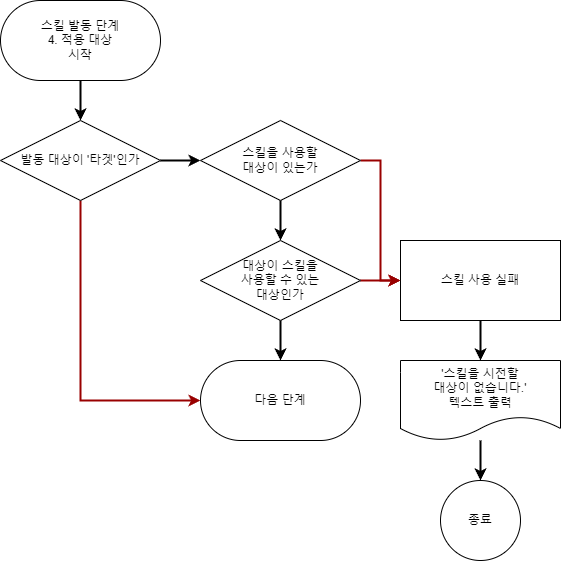 스킬 발동 단계
4. 적용 대상
시작
발동 대상이 '타겟'인가
스킬을 사용할
대상이 있는가
대상이 스킬을
사용할 수 있는
대상인가
스킬 사용 실패
다음 단계
'스킬을 시전할
대상이 없습니다.'
텍스트 출력
종료